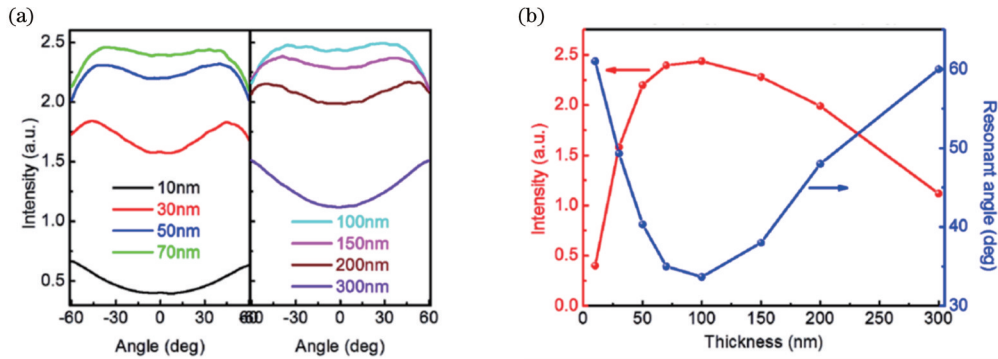 (a)
2.5
2.0
1.5
1.0
0.5
Intensity (a.u.)
10nm
30nm
50nm
70nm
100nm
150nm
200nm
300nm
-60 -30 0 30 60
-60 -30 0 30 60
Angle (deg)
Angle (deg)
(b)
2.5
2.0
1.5
1.0
0.5
0.0
Intensity (a.u.)
60
50
40
30
Resonant angle (deg)
0 50 100 150 200 250 300
Thickness (nm)